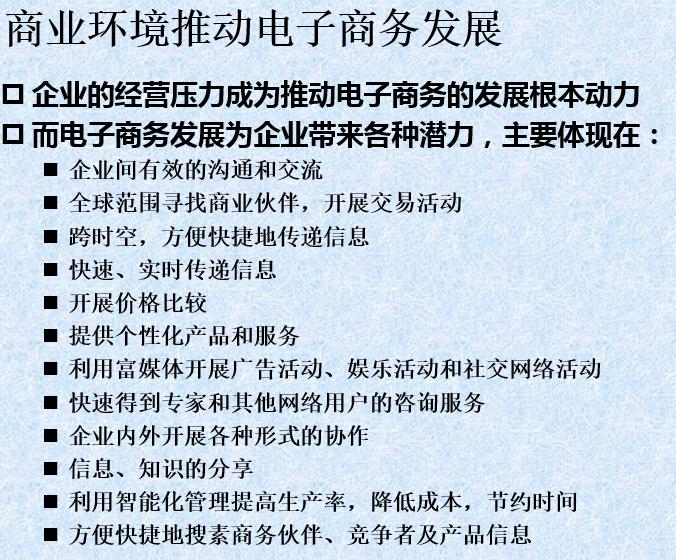 商业环境推动电子商务发展
企业的经营压力成为推动电子商务的发展根本动力
而电子商务发展为企业带来各种潜力，主要体现在：
企业间有效的沟通和交流
全球范围寻找商业伙伴，开展交易活动
跨时空，方便快捷地传递信息
快速、实时传递信息
开展价格比较
提供个性化产品和服务
利用富媒体开展广告活动、娱乐活动和社交网络活动
快速得到专家和其他网络用户的咨询服务
企业内外开展各种形式的协作
信息、知识的分享
利用智能化管理提高生产率，降低成本，节约时间
方便快捷地搜素商务伙伴、竞争者及产品信息